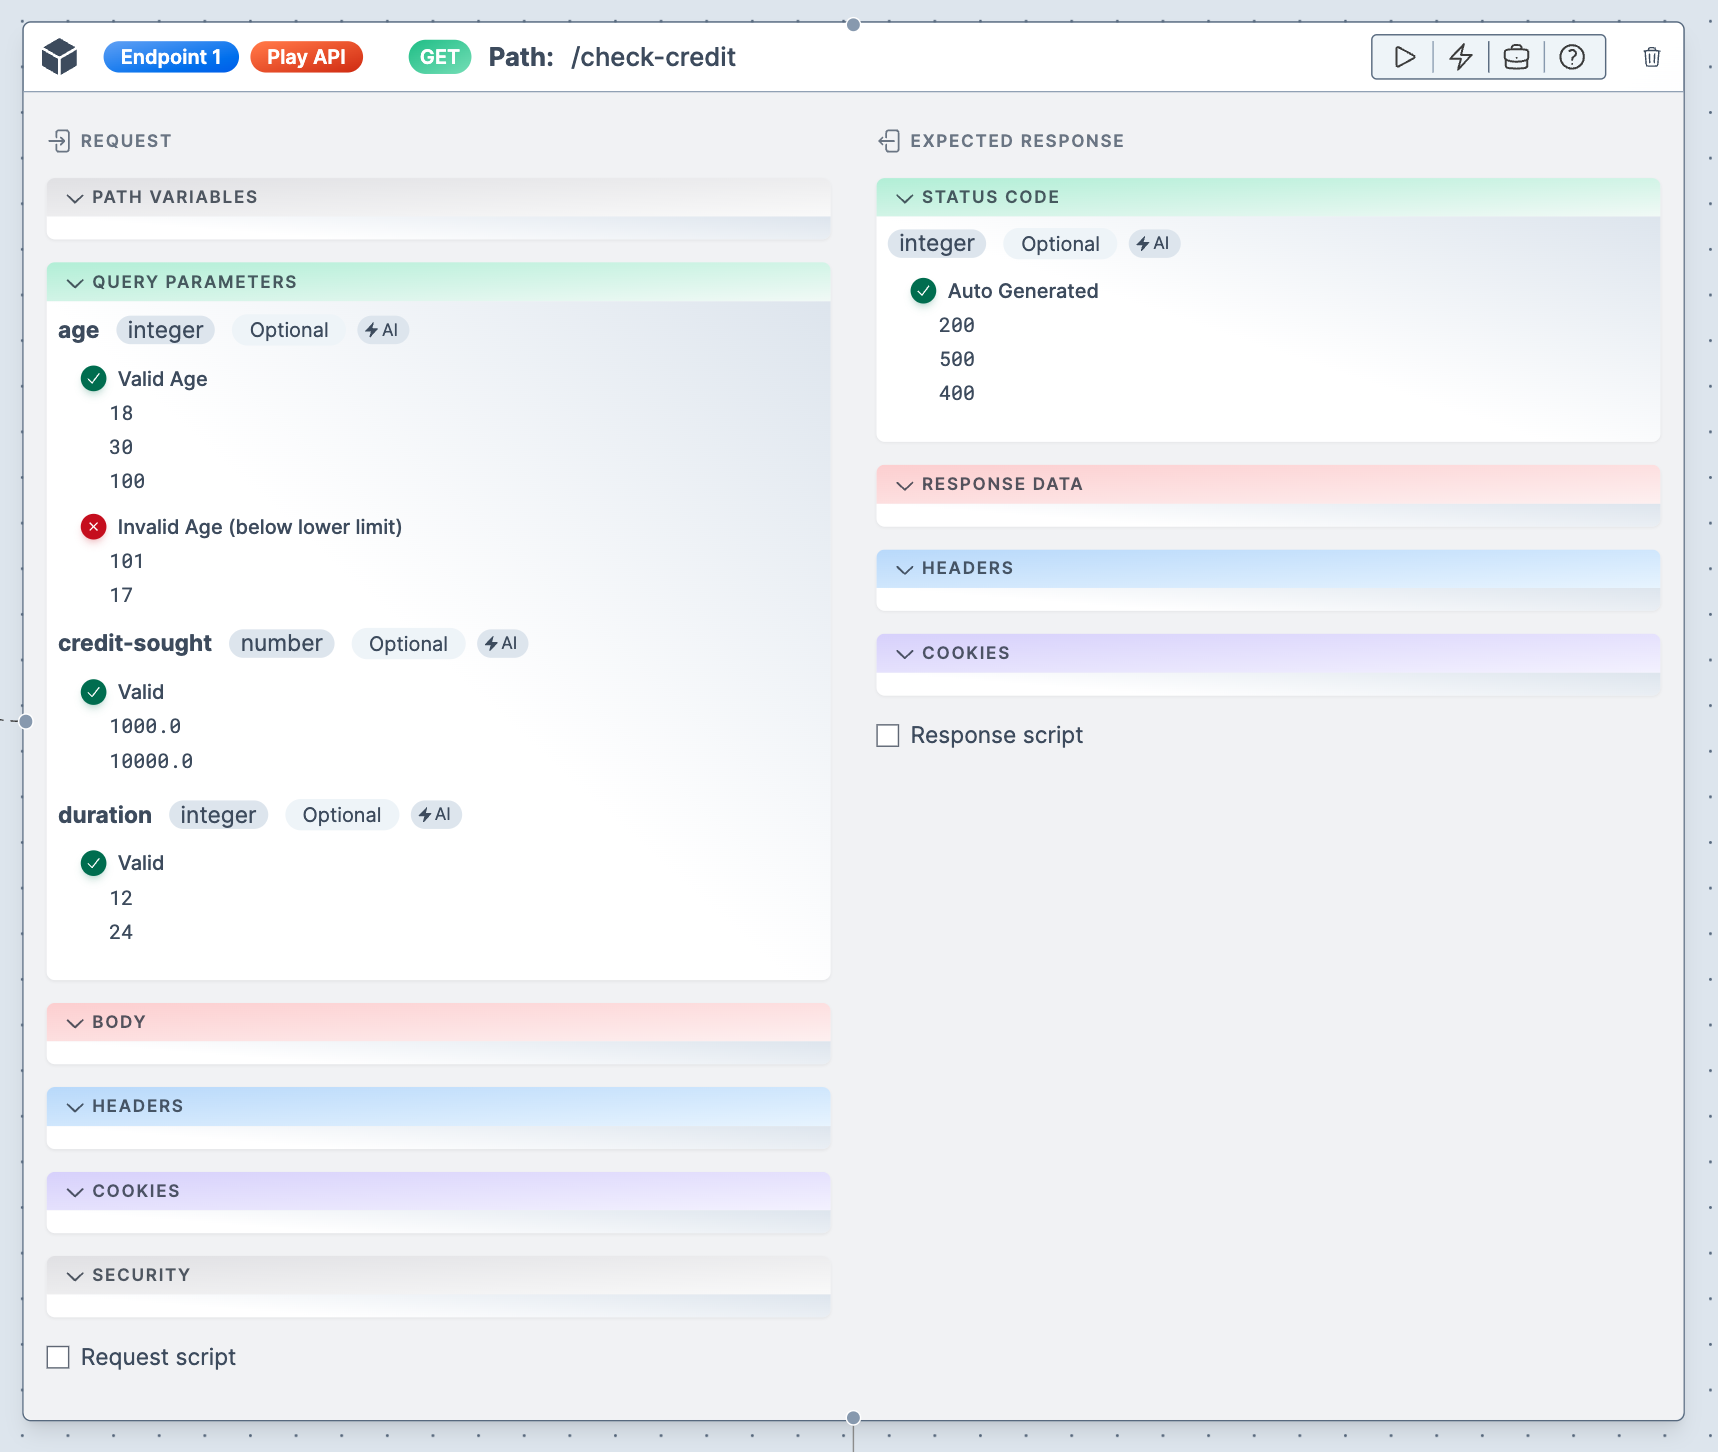 Endpoint 1 Play API GET Path: /check-credit
REQUEST
PATH VARIABLES
QUERY PARAMETERS
age integer Optional AI
Valid Age
18
30
100
Invalid Age (below lower limit)
101
17
credit-sought number Optional AI
Valid
1000.0
10000.0
duration integer Optional AI
Valid
12
24
BODY
HEADERS
COOKIES
SECURITY
Request script
EXPECTED RESPONSE
STATUS CODE
integer Optional AI
Auto Generated
200
500
400
RESPONSE DATA
HEADERS
COOKIES
Response script